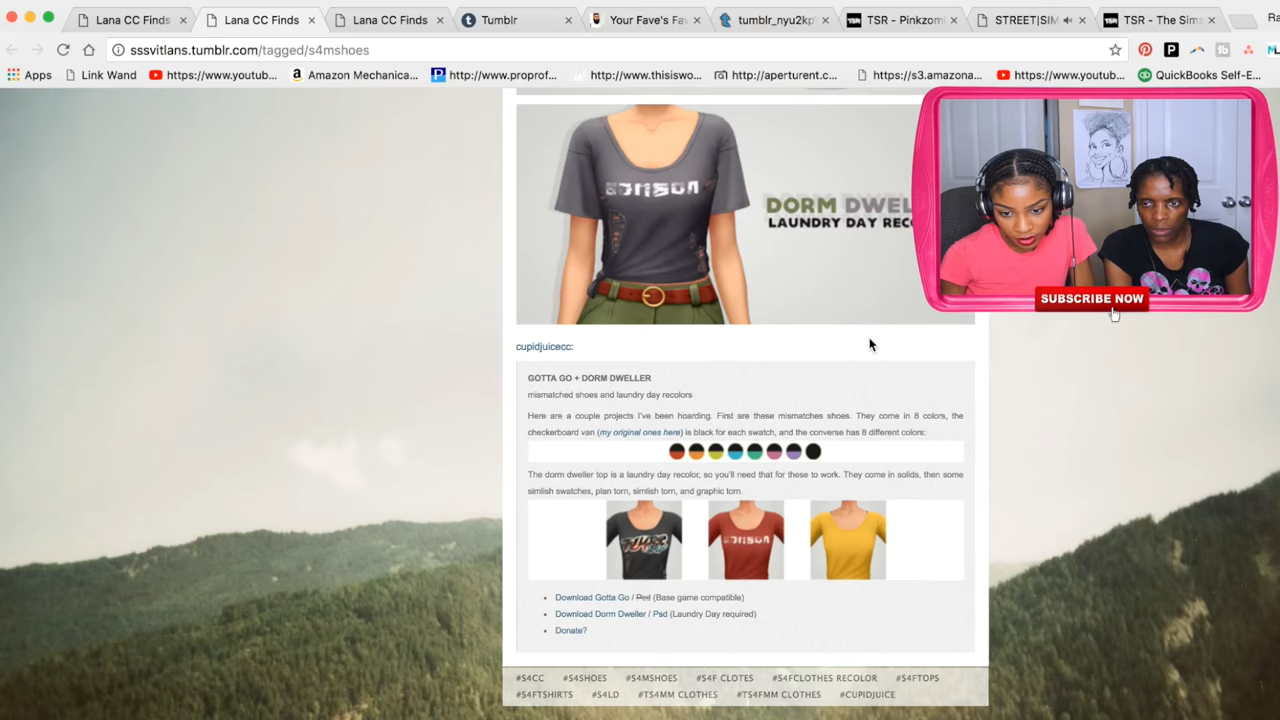 Lana CC Finds
Lana CC Finds
Lana CC Finds
Tumblr
Your Fave's Fav
tumblr_nyu2kp
TSR - Pinkzoml
STREET|SIM
TSR - The Sims
sssvitlans.tumblr.com/tagged/s4mshoes
Apps
Link Wand
https://www.youtub...
Amazon Mechanica...
http://www.proprof...
http://www.thisiswo...
http://aperturent.c...
https://s3.amazona...
https://www.youtub...
QuickBooks Self-E...
DORM DWEL
LAUNDRY DAY REC
SUBSCRIBE NOW
cupidjuicecc:
GOTTA GO + DORM DWELLER
mismatched shoes and laundry day recolors
Here are a couple projects I've been hoarding. First are these mismatches shoes. They come in 8 colors, the
checkerboard van (my original ones here) is black for each swatch, and the converse has 8 different colors:
The dorm dweller top is a laundry day recolor, so you'll need that for these to work. They come in solids, then some
simlish swatches, plan torn, simlish torn, and graphic torn.
• Download Gotta Go / Psd (Base game compatible)
• Download Dorm Dweller / Psd (Laundry Day required)
• Donate?
#S4CC #S4SHOES #S4MSHOES #S4F CLOTES #S4FCLOTHES RECOLOR #S4FTOPS
#S4FTSHIRTS #S4LD #TS4MM CLOTHES #TS4FMM CLOTHES #CUPIDJUICE